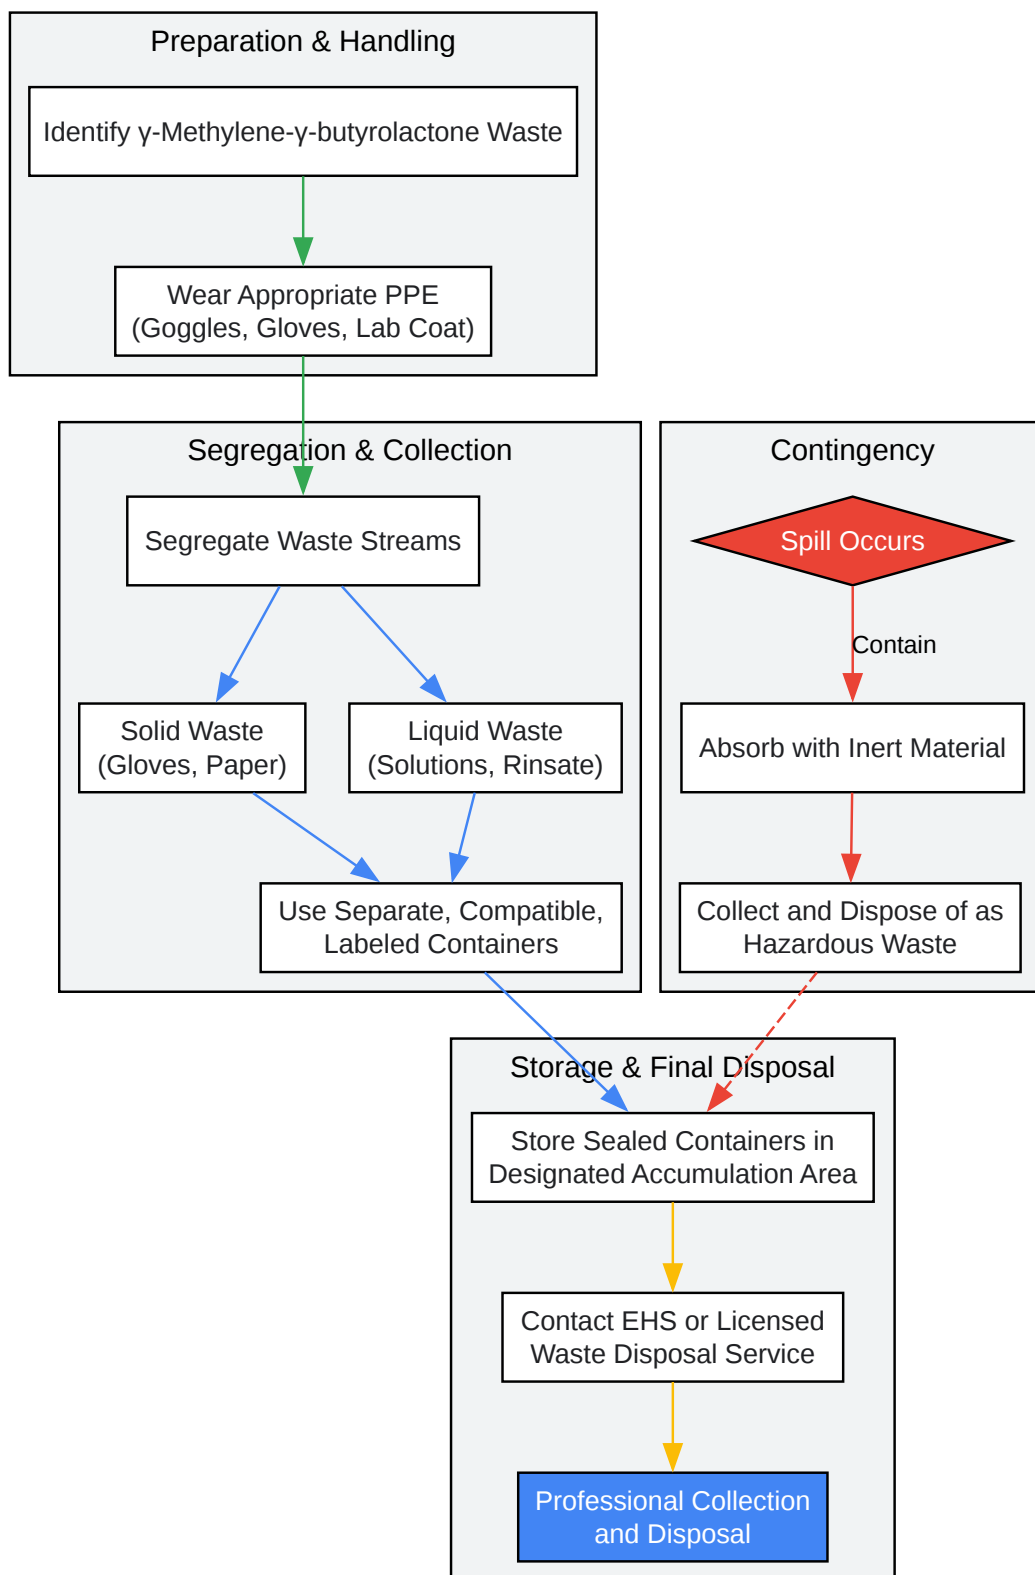 Preparation & Handling
Identify γ-Methylene-γ-butyrolactone Waste
Wear Appropriate PPE
(Goggles, Gloves, Lab Coat)
Segregation & Collection
Segregate Waste Streams
Solid Waste
(Gloves, Paper)
Liquid Waste
(Solutions, Rinsate)
Use Separate, Compatible,
Labeled Containers
Contingency
Spill Occurs
Contain
Absorb with Inert Material
Collect and Dispose of as
Hazardous Waste
Storage & Final Disposal
Store Sealed Containers in
Designated Accumulation Area
Contact EHS or Licensed
Waste Disposal Service
Professional Collection
and Disposal